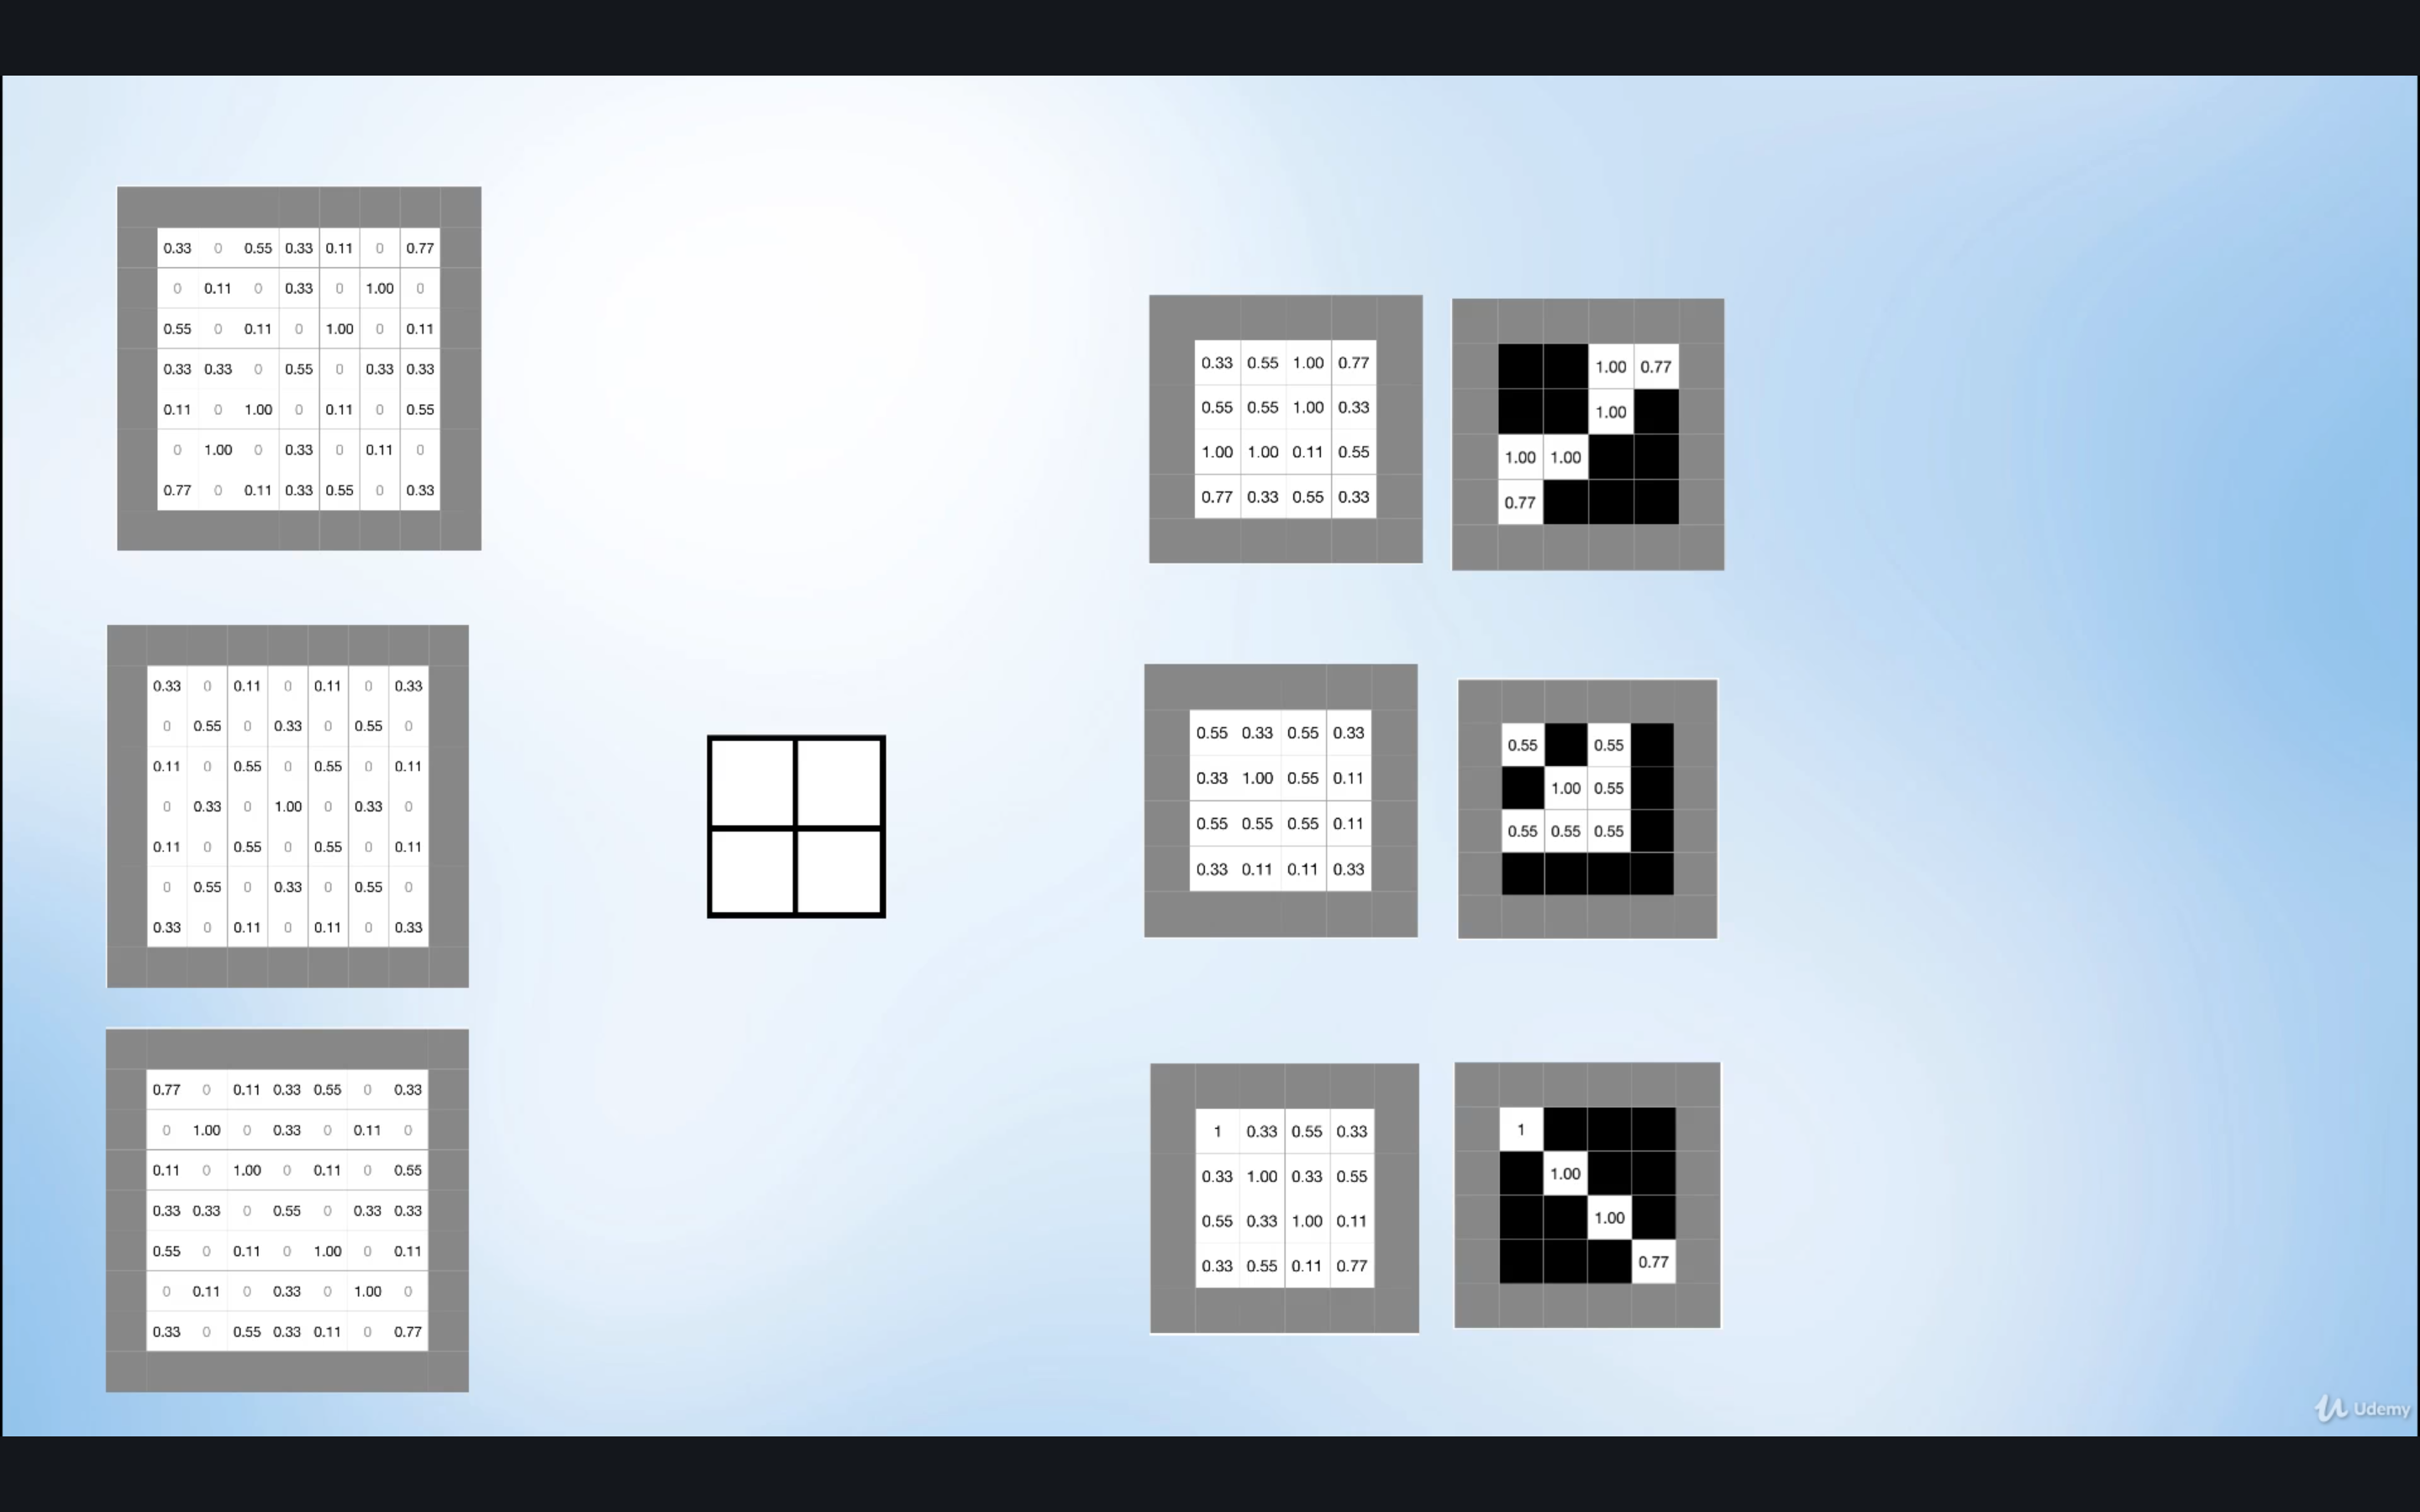 0.33 0 0.55 0.33 0.11 0 0.77
0 0.11 0 0.33 0 1.00 0
0.55 0 0.11 0 1.00 0 0.11
0.33 0.33 0 0.55 0 0.33 0.33
0.11 0 1.00 0 0.11 0 0.55
0 1.00 0 0.33 0 0.11 0
0.77 0 0.11 0.33 0.55 0 0.33
0.33 0.55 1.00 0.77
0.55 0.55 1.00 0.33
1.00 1.00 0.11 0.55
0.77 0.33 0.55 0.33
1.00 0.77
1.00
1.00 1.00
0.77
0.33 0 0.11 0 0.11 0 0.33
0 0.55 0 0.33 0 0.55 0
0.11 0 0.55 0 0.55 0 0.11
0 0.33 0 1.00 0 0.33 0
0.11 0 0.55 0 0.55 0 0.11
0 0.55 0 0.33 0 0.55 0
0.33 0 0.11 0 0.11 0 0.33
0.55 0.33 0.55 0.33
0.33 1.00 0.55 0.11
0.55 0.55 0.55 0.11
0.33 0.11 0.11 0.33
0.55 0.55
1.00 0.55
0.55 0.55 0.55
0.77 0 0.11 0.33 0.55 0 0.33
0 1.00 0 0.33 0 0.11 0
0.11 0 1.00 0 0.11 0 0.55
0.33 0.33 0 0.55 0 0.33 0.33
0.55 0 0.11 0 1.00 0 0.11
0 0.11 0 0.33 0 1.00 0
0.33 0 0.55 0.33 0.11 0 0.77
1 0.33 0.55 0.33
0.33 1.00 0.33 0.55
0.55 0.33 1.00 0.11
0.33 0.55 0.11 0.77
1
1.00
1.00
0.77
Udemy